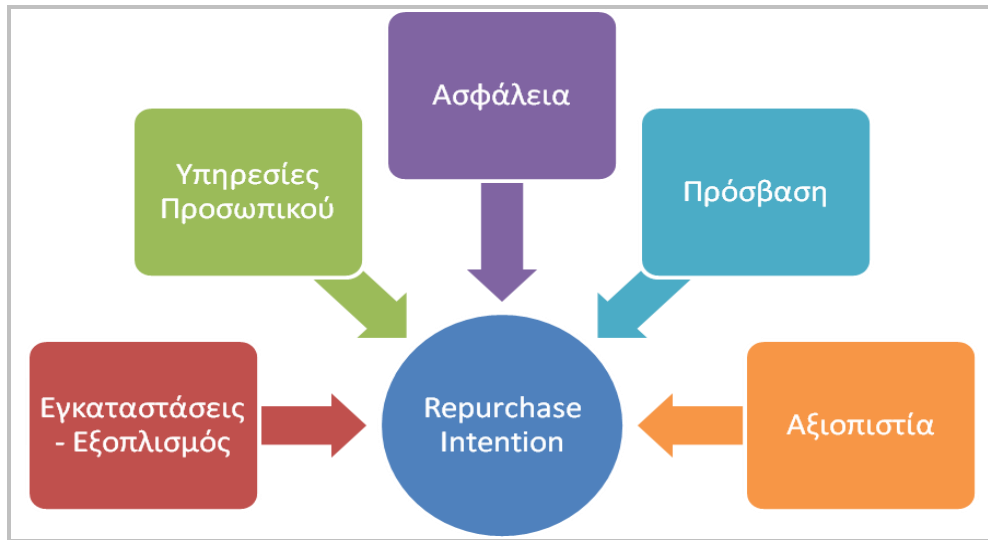 Ασφάλεια
Υπηρεσίες
Προσωπικού
Πρόσβαση
Εγκαταστάσεις
- Εξοπλισμός
Repurchase
Intention
Αξιοπιστία